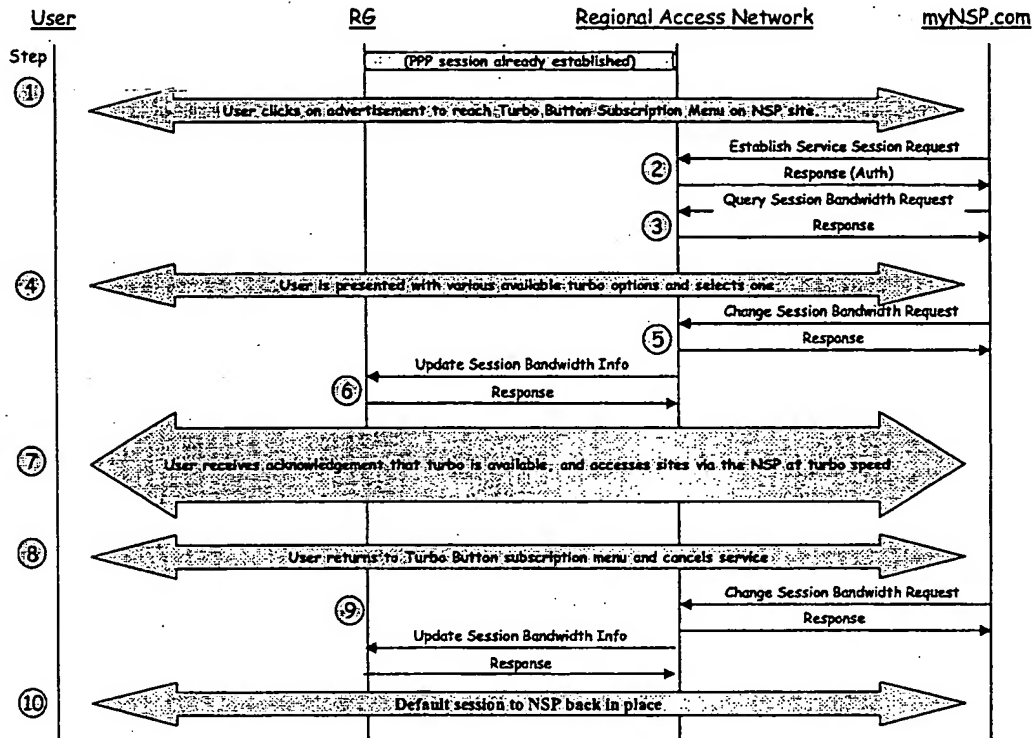 User RG Regional Access Network myNSP.com
Step
(PPP session already established)
1
User clicks on advertisement to reach Turbo Button Subscription Menu on NSP site.
Establish Service Session Request
2
Response (Auth)
Query Session Bandwidth Request
3
Response
4
User is presented with various available turbo options and selects one
Change Session Bandwidth Request
5
Response
Update Session Bandwidth Info
6
Response
7
User receives acknowledgement that turbo is available, and accesses sites via the NSP at turbo speed
8
User returns to Turbo Button subscription menu and cancels service
Change Session Bandwidth Request
9
Response
Update Session Bandwidth Info
Response
10
Default session to NSP back in place